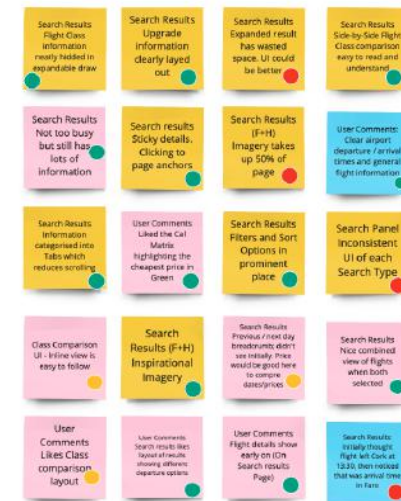 Search Results
Flight Class
information
neatly hidded in
expandable draw
Search Results
Upgrade
information
clearly layed
out
Search Results
Expanded result
has wasted
space. UI could
be better
Search Results
Side-by-Side Flight
Class comparison
easy to read and
understand
Search Results
Not too busy
but still has
lots of
information
Search results
Sticky details.
Clicking to
page anchors
Search Results
(F+H)
Imagery takes
up 50% of
page
User Comments:
Clear airport
departure / arrival
times and general
flight information
Search Results
Information
categorised into
Tabs which
reduces scrolling
User Comments
Liked the Cal
Matrix
highlighting the
cheapest price in
Green
Search Results
Filters and Sort
Options in
prominent
place
Search Panel
Inconsistent
UI of each
Search Type
Class Comparison
UI - Inline view is
easy to follow
Search
Results (F+H)
Inspirational
Imagery
Search Results
Previous / next day
breadcrumb; didn't
see initially. Price
would be good here
to compre
dates/prices
Search Results
Nice combined
view of flights
when both
selected
User
Comments
Likes Class
comparison
layout
User Comments
Search results likes
layout of results
showing different
departure options
User Comments
Flight details show
early on (On
Search results
Page)
Search Results
Initially thought
flight left Cork at
13:30, then noticed
that was arrival time
in Faro